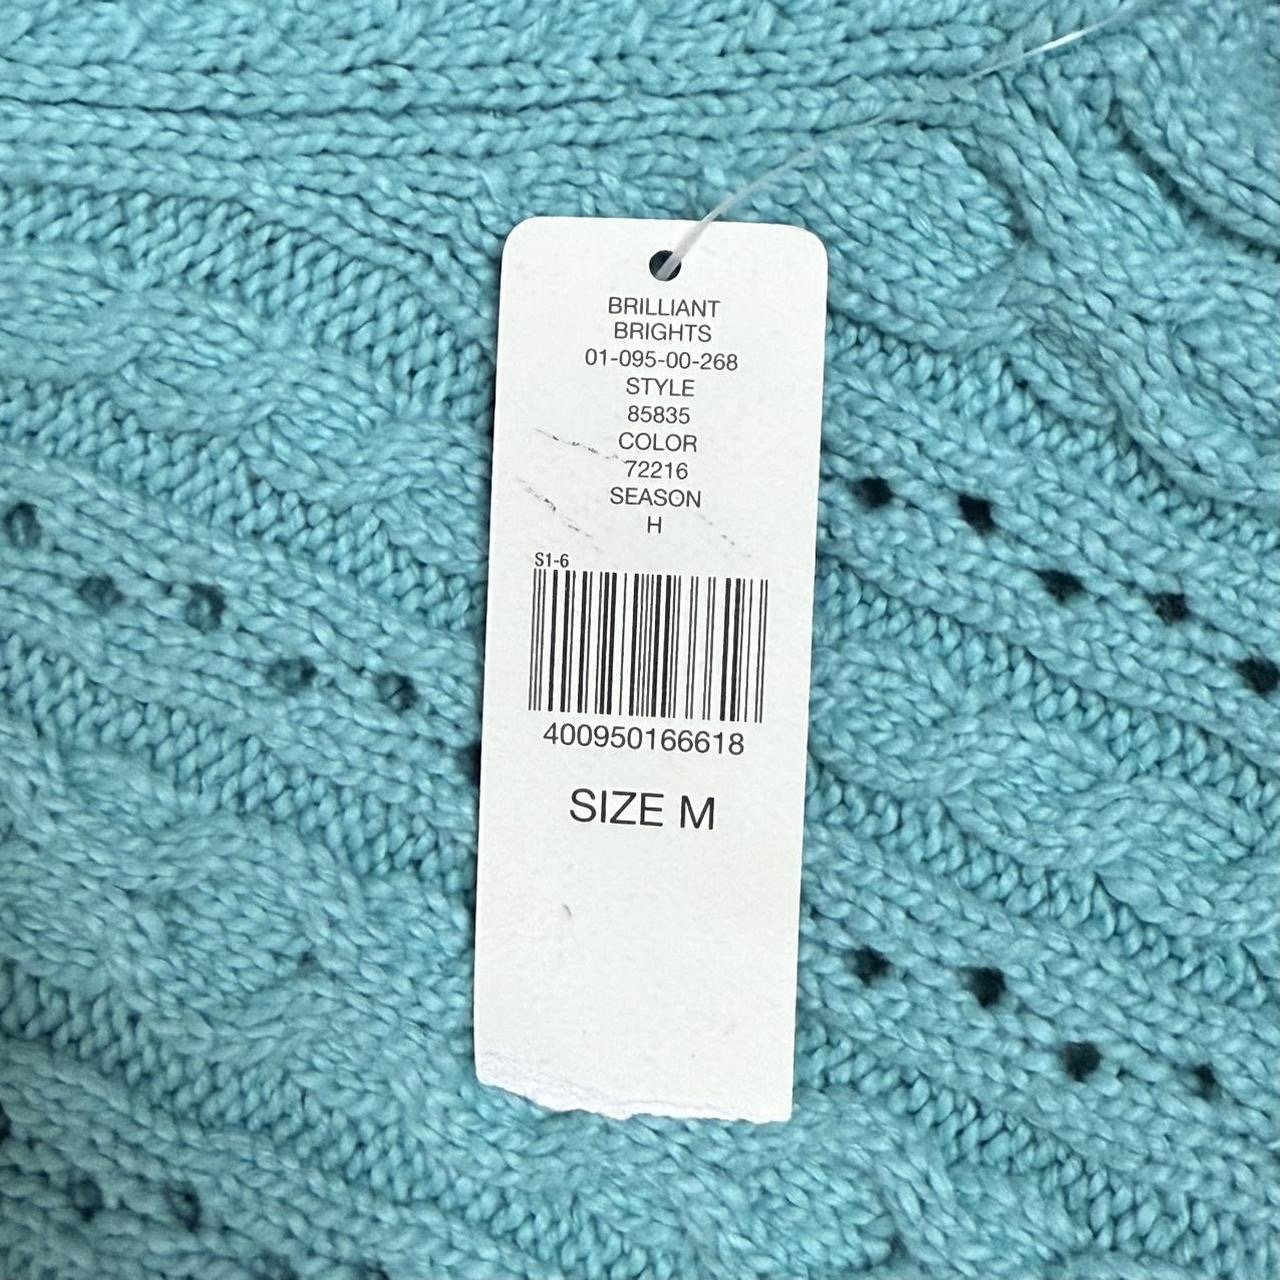 BRILLIANT
BRIGHTS
01-095-00-268
STYLE
85835
COLOR
72216
SEASON
H
S1-6
400950166618
SIZE M